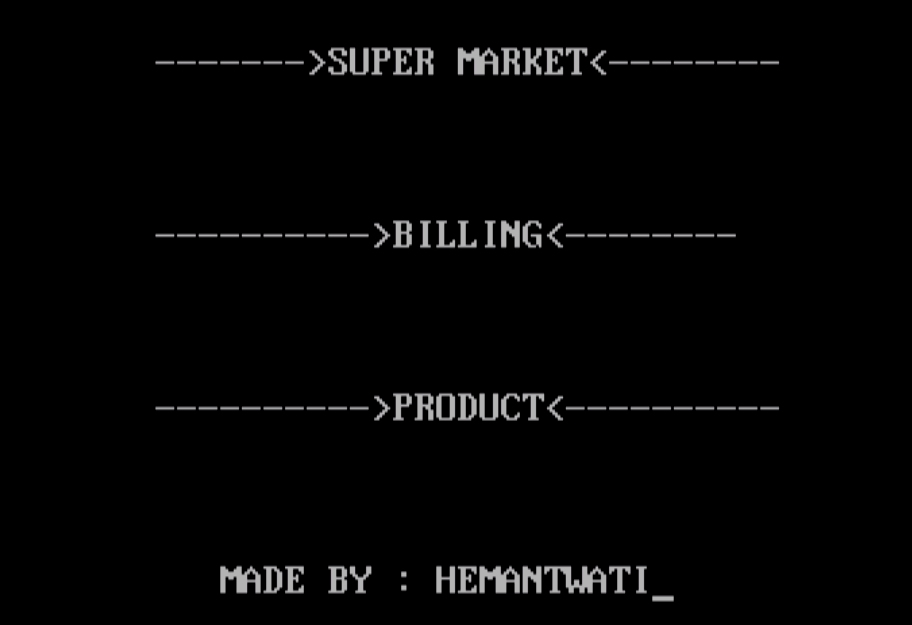 ------->SUPER MARKET<--------
---------->BILLING<--------
---------->PRODUCT<----------
MADE BY : HEMANTWATI_